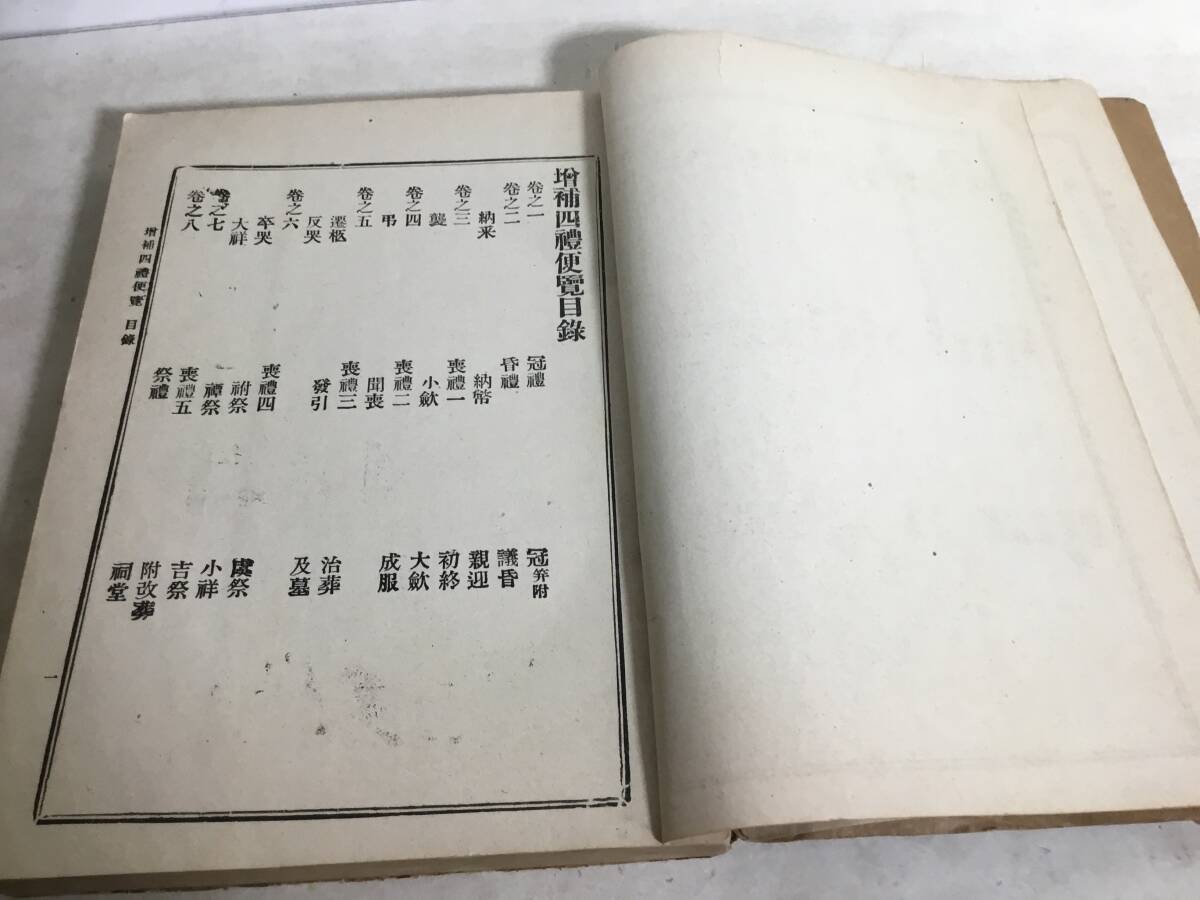 增補四禮便覽目錄
卷之一 冠禮 冠 笄附
卷之二 昏禮 議昏
納采 納幣 親迎
卷之三 喪禮一 初終
襲 小歛 大歛
卷之四 喪禮二 成服
弔 聞喪
卷之五 喪禮三 治葬
遷柩 發引 及墓
反哭
卷之六 喪禮四 虞祭
卒哭 祔祭 小祥
大祥 禫祭 吉祭
卷之七 喪禮五 附改葬
卷之八 祭禮 祠堂
增補四禮便覽 目錄 一